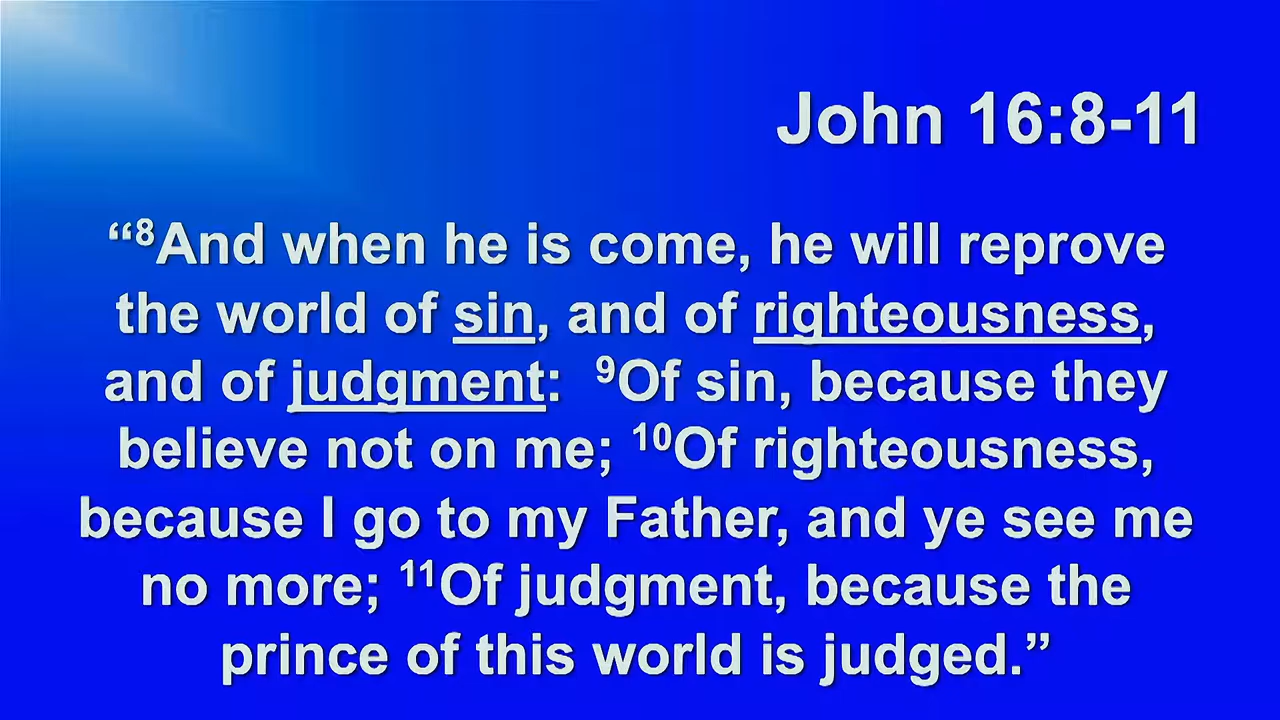 John 16:8-11
“⁸And when he is come, he will reprove
the world of sin, and of righteousness,
and of judgment: ⁹Of sin, because they
believe not on me; ¹⁰Of righteousness,
because I go to my Father, and ye see me
no more; ¹¹Of judgment, because the
prince of this world is judged.”